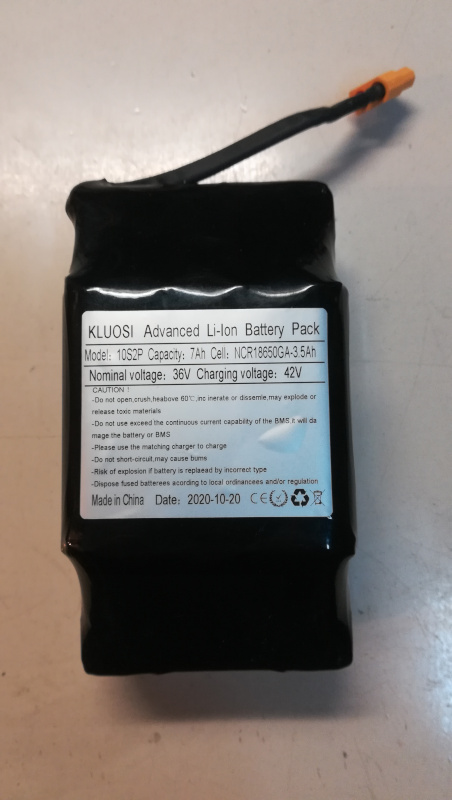 KLUOSI Advanced Li-Ion Battery Pack
Model: 10S2P Capacity: 7Ah Cell: NCR18650GA-3.5Ah
Nominal voltage: 36V Charging voltage: 42V
CAUTION !
-Do not open,crush,heabove 60℃,inc inerate or dissemle,may explode or
release toxic materials
-Do not use exceed the continuous current capability of the BMS.it will da
mage.the battery or BMS
-Please use the matching charger to charge
-Do not short-circuit,may cause burns
-Risk of explosion if battery is replaead by incorrect type
-Dispose fused batterees acording to local ordinancees and/or regulation
Made in China Date: 2020-10-20 CE